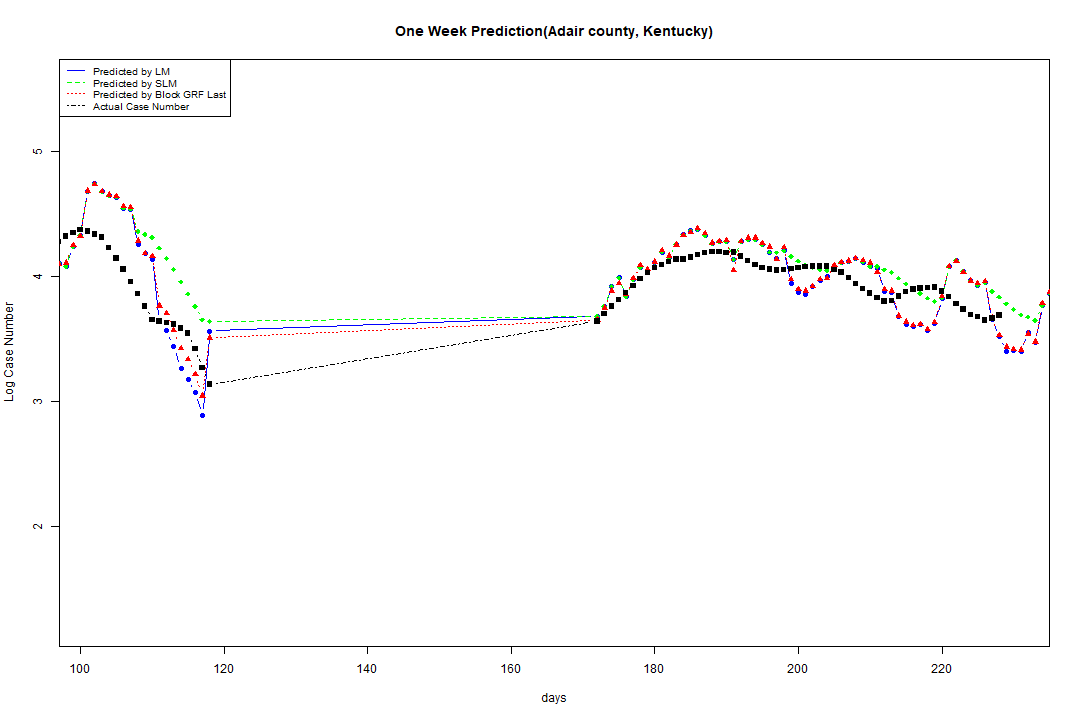 One Week Prediction(Adair county, Kentucky)
Predicted by LM
Predicted by SLM
Predicted by Block GRF Last
Actual Case Number
5
4
3
2
Log Case Number
100 120 140 160 180 200 220
days